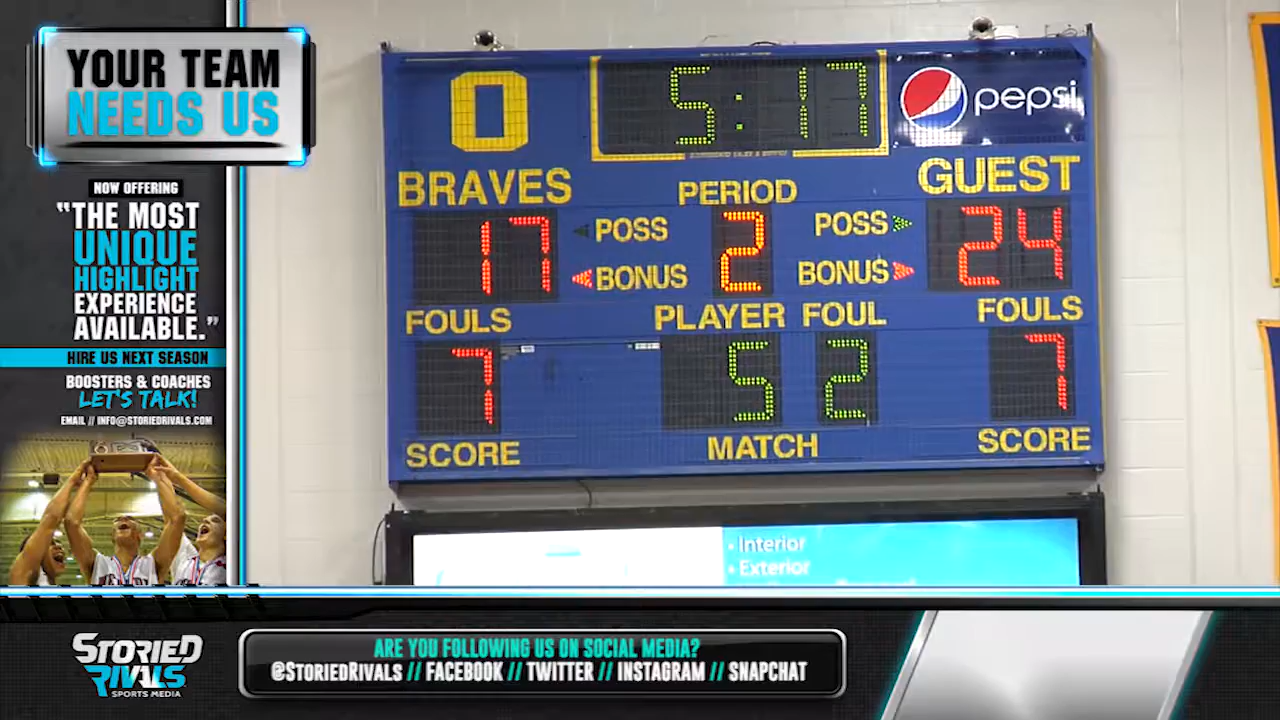 YOUR TEAM
NEEDS US
NOW OFFERING
"THE MOST
UNIQUE
HIGHLIGHT
EXPERIENCE
AVAILABLE."
HIRE US NEXT SEASON
BOOSTERS & COACHES
LET'S TALK!
EMAIL // INFO@STORIEDRIVALS.COM
O 5:17 pepsi
BRAVES PERIOD GUEST
17 POSS 2 POSS 24
BONUS BONUS
FOULS PLAYER FOUL FOULS
7 5 2 7
SCORE MATCH SCORE
• Interior
• Exterior
STORIED
RIVALS
SPORTS MEDIA
ARE YOU FOLLOWING US ON SOCIAL MEDIA?
@STORIEDRIVALS // FACEBOOK // TWITTER // INSTAGRAM // SNAPCHAT